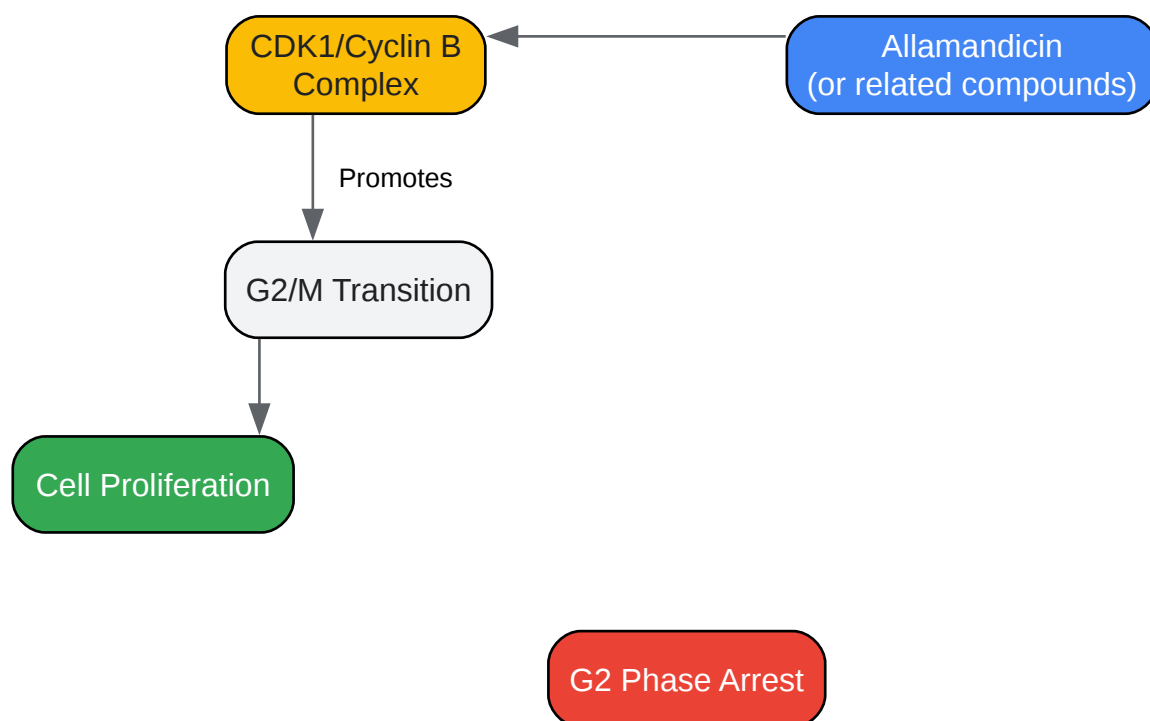 CDK1/Cyclin B
Complex
Allamandicin
(or related compounds)
Promotes
G2/M Transition
Cell Proliferation
G2 Phase Arrest